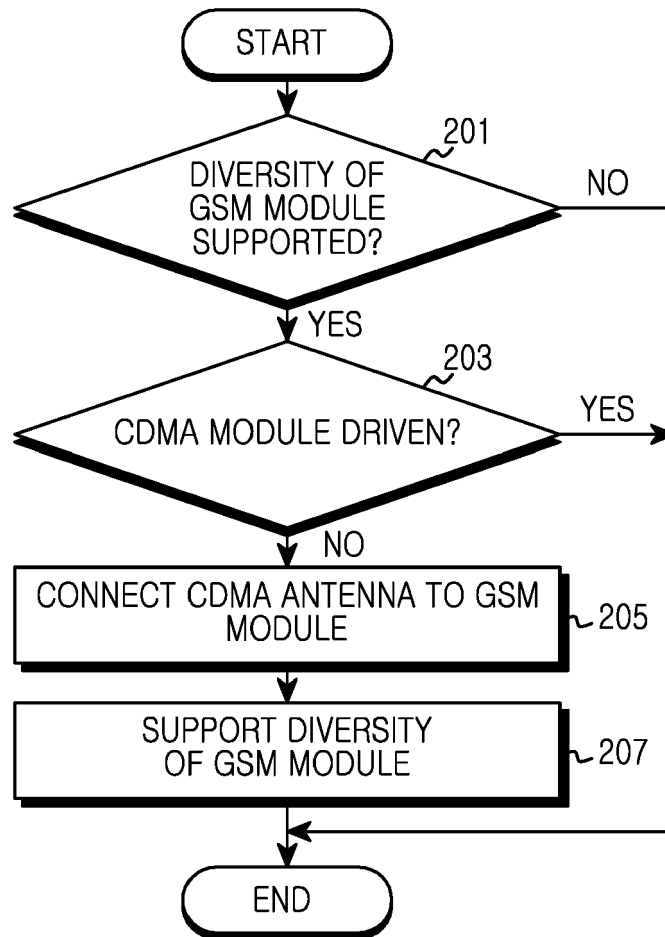 START
201
DIVERSITY OF
GSM MODULE
SUPPORTED?
NO
YES
203
CDMA MODULE DRIVEN?
YES
NO
CONNECT CDMA ANTENNA TO GSM
MODULE
205
SUPPORT DIVERSITY
OF GSM MODULE
207
END